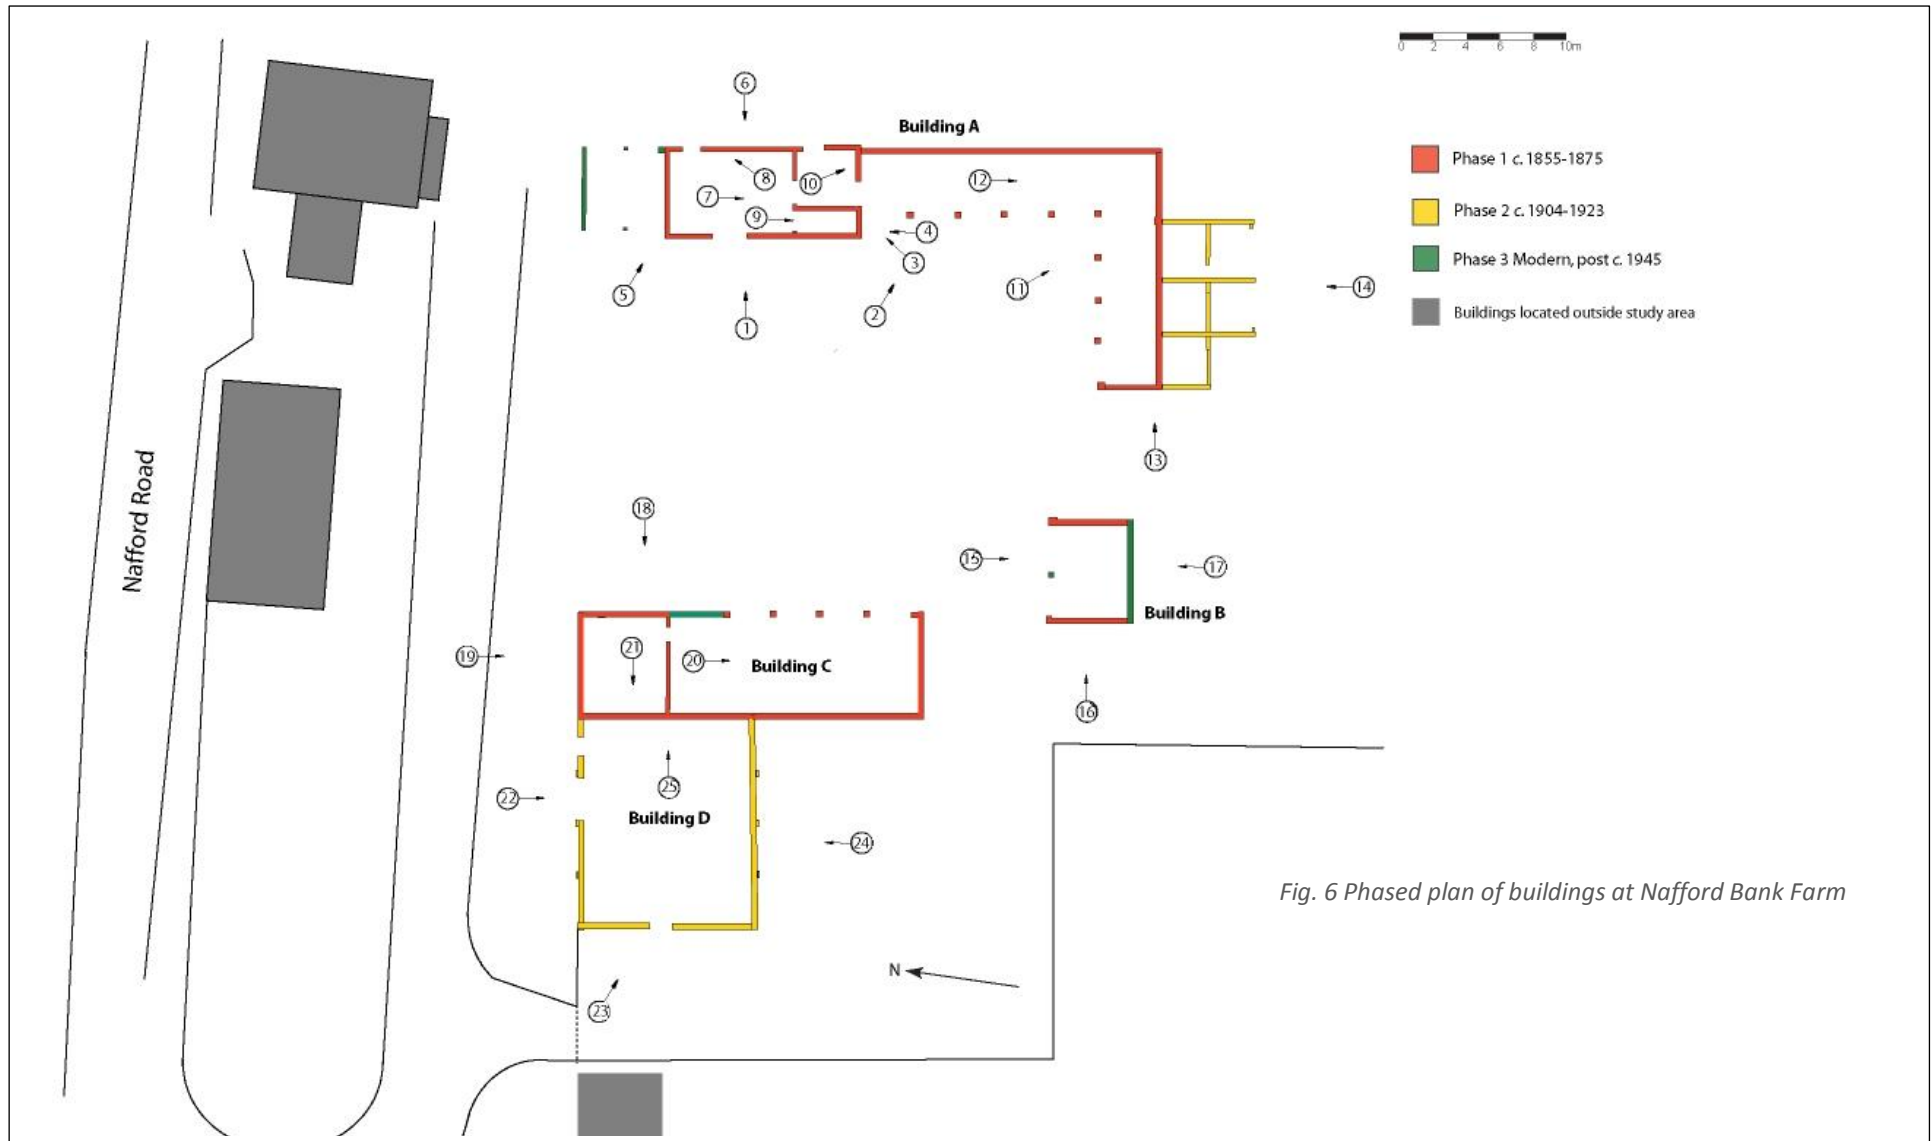 0 2 4 6 8 10m
6
Building A
Phase 1 c. 1855-1875
8
10
12
7
Phase 2 c. 1904-1923
9
4
3
Phase 3 Modern, post c. 1945
11
14
5
2
1
Buildings located outside study area
13
Nafford Road
18
15
17
Building B
19
21
20
Building C
16
25
22
Building D
24
Fig. 6 Phased plan of buildings at Nafford Bank Farm
N
23